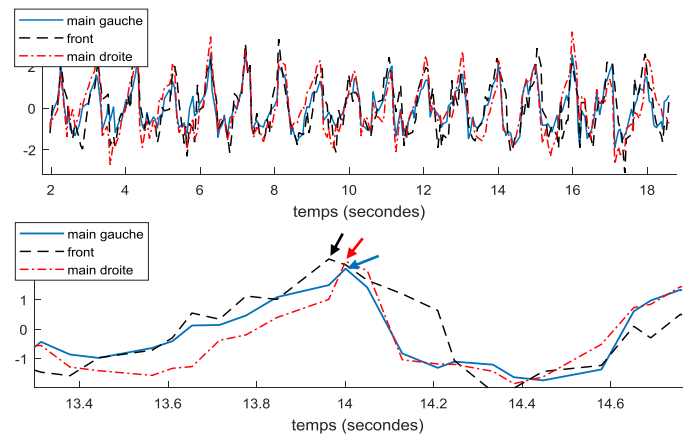 main gauche
front
main droite
2
0
-2
2 4 6 8 10 12 14 16 18
temps (secondes)
main gauche
front
main droite
1
0
-1
13.4 13.6 13.8 14 14.2 14.4 14.6
temps (secondes)